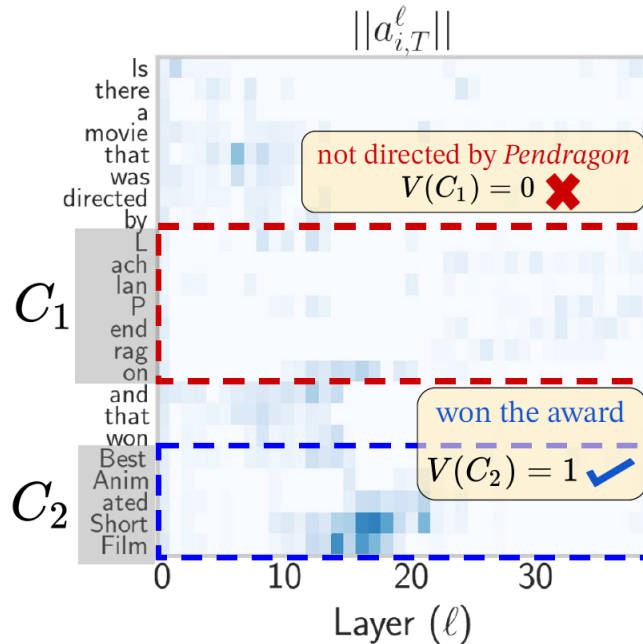 ||a^ℓ_{i,T}||
Is
there
a
movie
that
was
directed
by
L
ach
lan
P
end
rag
on
and
that
won
Best
Anim
ated
Short
Film
C₁
C₂
not directed by Pendragon
V(C₁) = 0 ✖
won the award
V(C₂) = 1 ✓
0 10 20 30
Layer (ℓ)